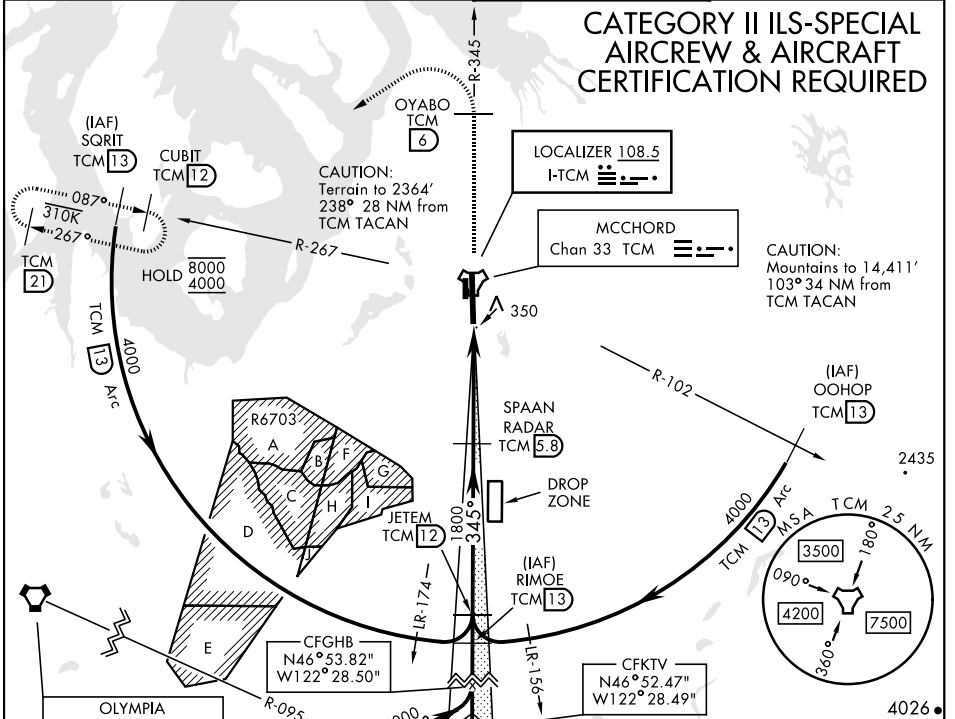 CATEGORY II ILS-SPECIAL
AIRCREW & AIRCRAFT
CERTIFICATION REQUIRED
R-345
OYABO
TCM
6
(IAF)
SQRIT
TCM 13
CUBIT
TCM 12
087°
310K
267°
TCM
21
HOLD 8000
4000
CAUTION:
Terrain to 2364'
238° 28 NM from
TCM TACAN
R-267
LOCALIZER 108.5
I-TCM
MCCHORD
Chan 33 TCM
CAUTION:
Mountains to 14,411'
103° 34 NM from
TCM TACAN
350
TCM 13 Arc
4000
R-102
(IAF)
OOHOP
TCM 13
2435
R6703
A
B
F
G
C
H
I
J
D
E
SPAAN
RADAR
TCM 5.8
DROP
ZONE
1800
345°
JETEM
TCM 12
(IAF)
RIMOE
TCM 13
4000
TCM 13 Arc
MSA TCM 25 NM
3500
180°
090°
4200
7500
360°
LR-174
LR-156
CFGHB
N46° 53.82"
W122° 28.50"
CFKTV
N46° 52.47"
W122° 28.49"
OLYMPIA
R-095
4026